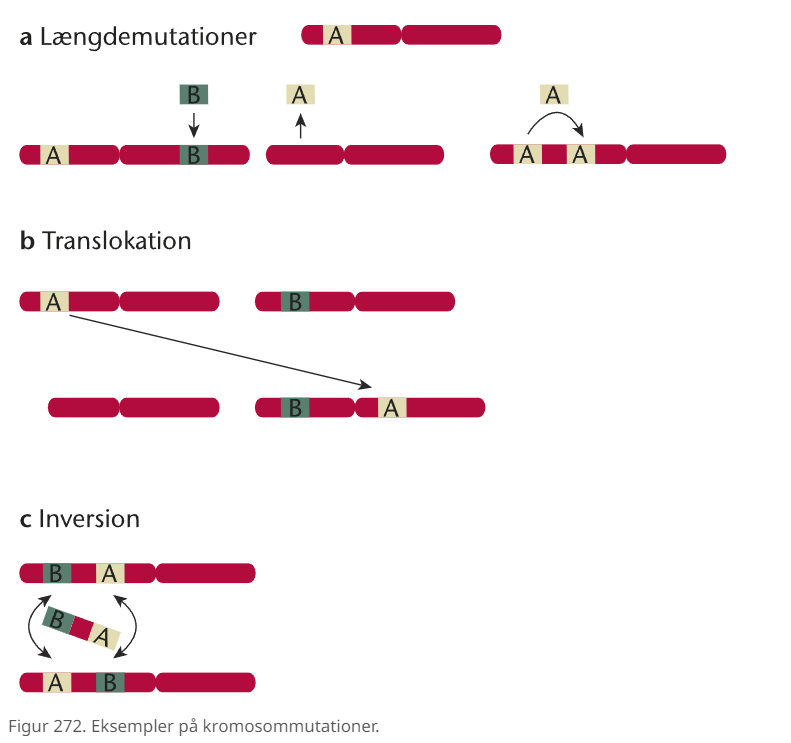 a Længdemutationer
A
B A A
A B A A
b Translokation
A B
B A
c Inversion
B A
B A
A B
Figur 272. Eksempler på kromosommutationer.